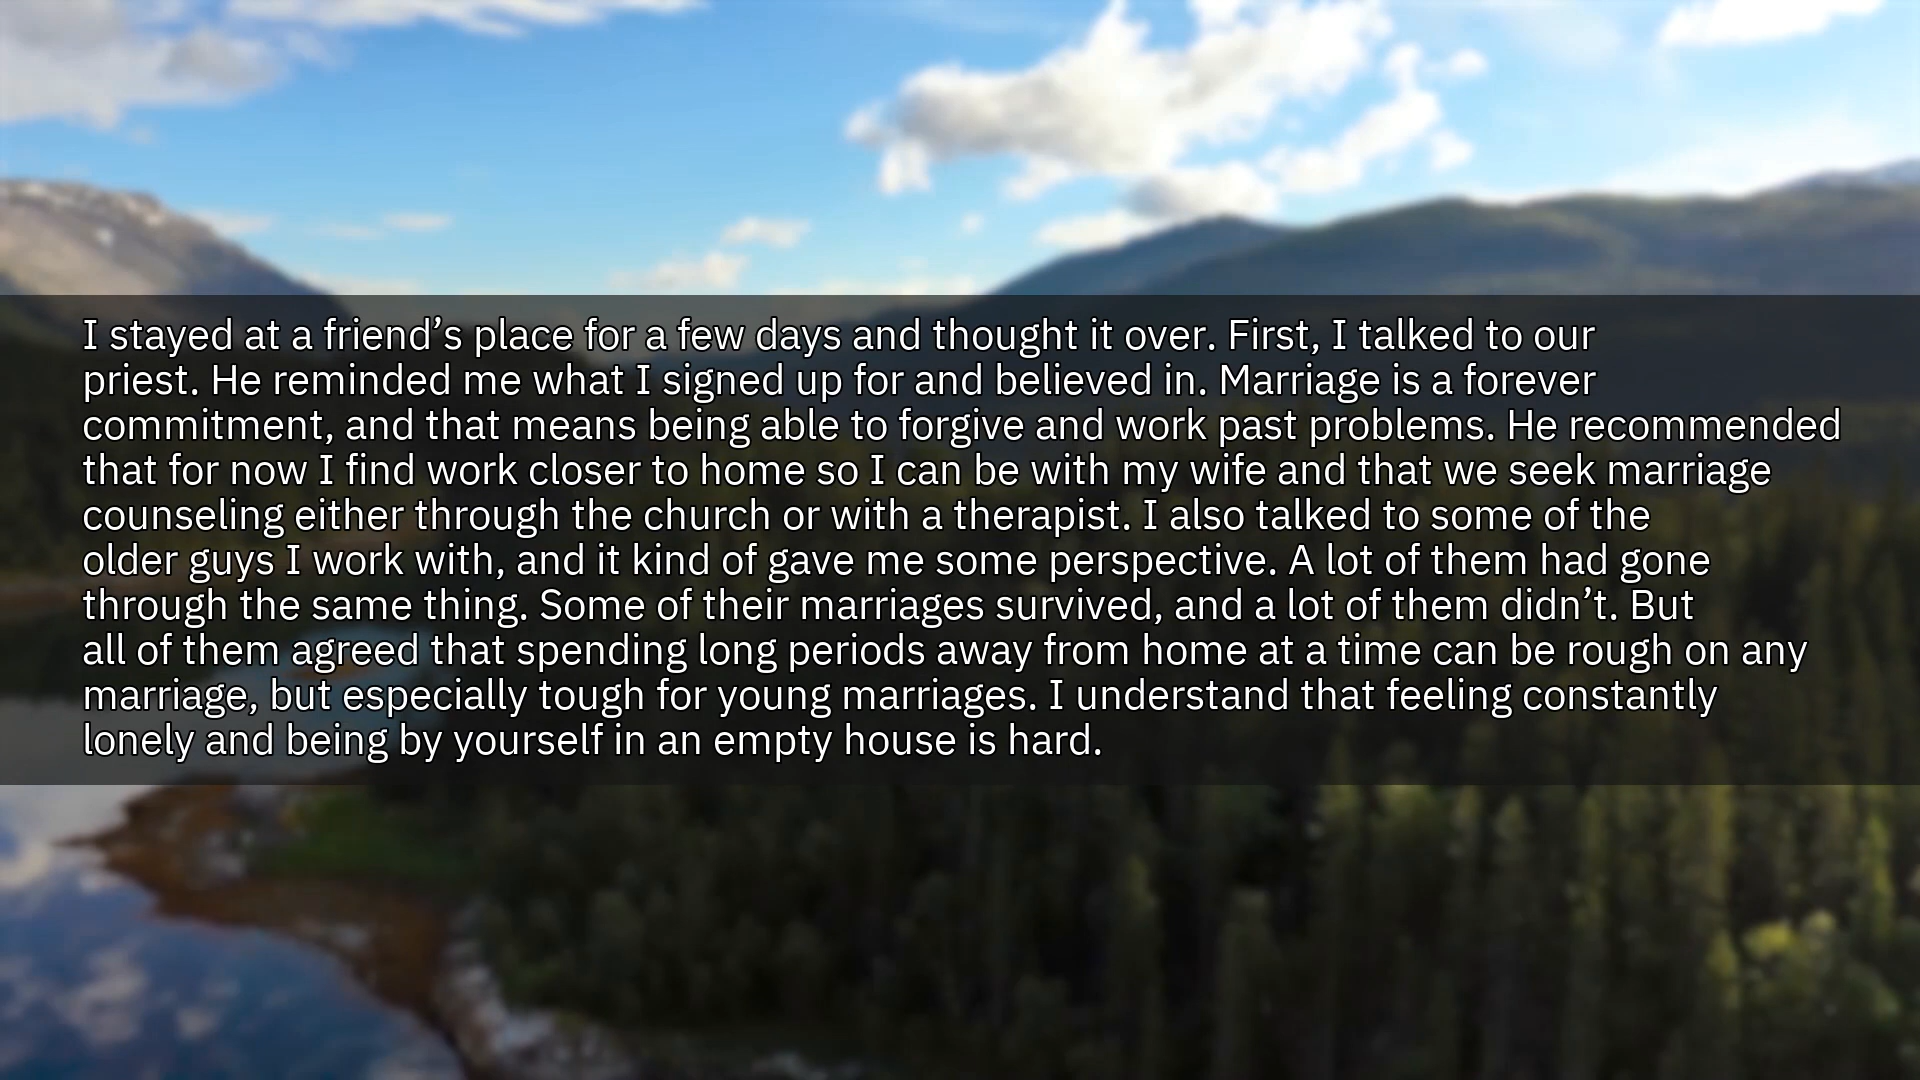 I stayed at a friend’s place for a few days and thought it over. First, I talked to our
priest. He reminded me what I signed up for and believed in. Marriage is a forever
commitment, and that means being able to forgive and work past problems. He recommended
that for now I find work closer to home so I can be with my wife and that we seek marriage
counseling either through the church or with a therapist. I also talked to some of the
older guys I work with, and it kind of gave me some perspective. A lot of them had gone
through the same thing. Some of their marriages survived, and a lot of them didn’t. But
all of them agreed that spending long periods away from home at a time can be rough on any
marriage, but especially tough for young marriages. I understand that feeling constantly
lonely and being by yourself in an empty house is hard.